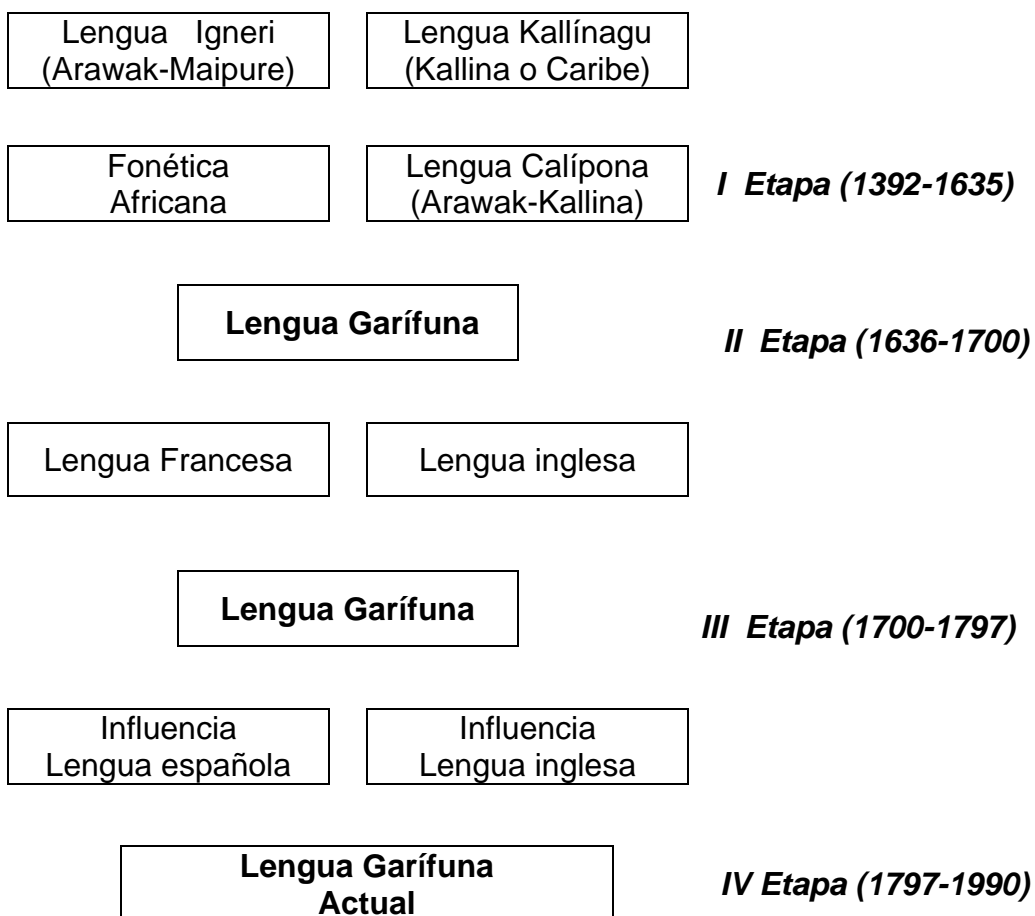 Lengua Igneri
(Arawak-Maipure)
Lengua Kallínagu
(Kallina o Caribe)
Fonética
Africana
Lengua Calípona
(Arawak-Kallina)
I Etapa (1392-1635)
Lengua Garífuna
II Etapa (1636-1700)
Lengua Francesa
Lengua inglesa
Lengua Garífuna
III Etapa (1700-1797)
Influencia
Lengua española
Influencia
Lengua inglesa
Lengua Garífuna
Actual
IV Etapa (1797-1990)